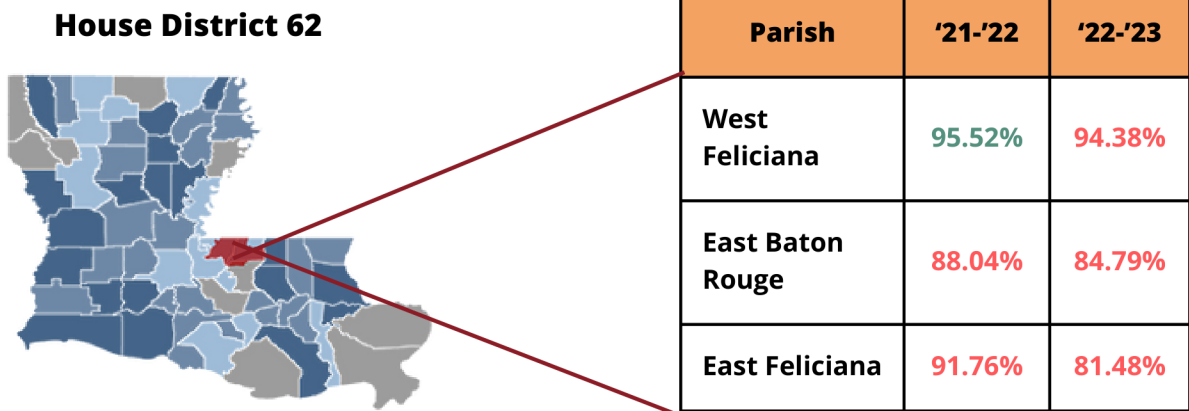 House District 62
Parish ‘21-’22 ‘22-’23
West
Feliciana 95.52% 94.38%
East Baton
Rouge 88.04% 84.79%
East Feliciana 91.76% 81.48%